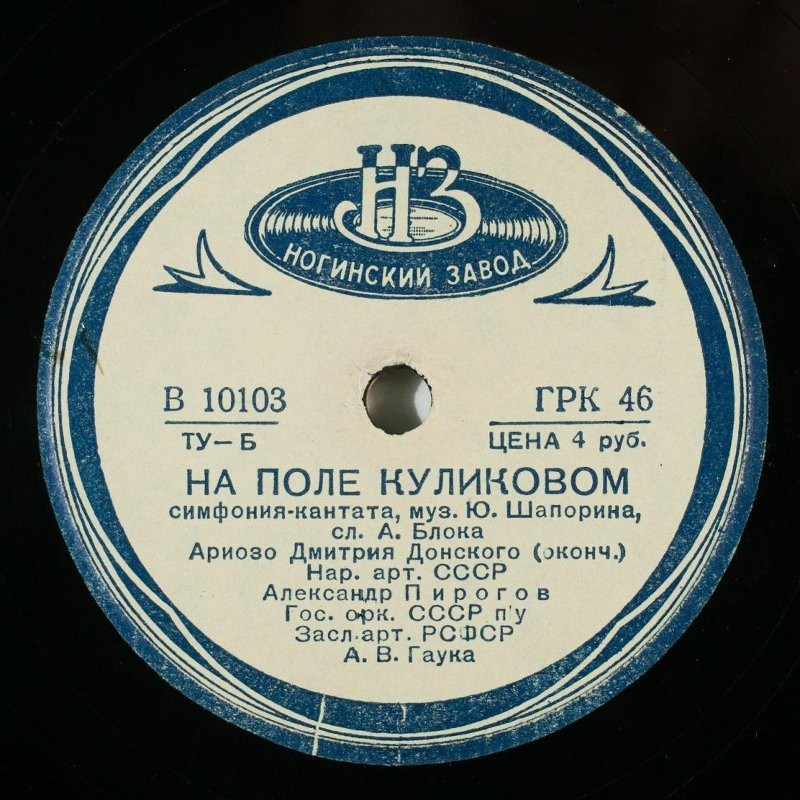 НЗ
НОГИНСКИЙ ЗАВОД
В 10103 ГРК 46
ТУ—Б ЦЕНА 4 руб.
НА ПОЛЕ КУЛИКОВОМ
симфония-кантата, муз. Ю. Шапорина,
сл. А. Блока
Ариозо Дмитрия Донского (оконч.)
Нар. арт. СССР
Александр Пирогов
Гос. орк. СССР п/у
Засл. арт. РСФСР
А. В. Гаука